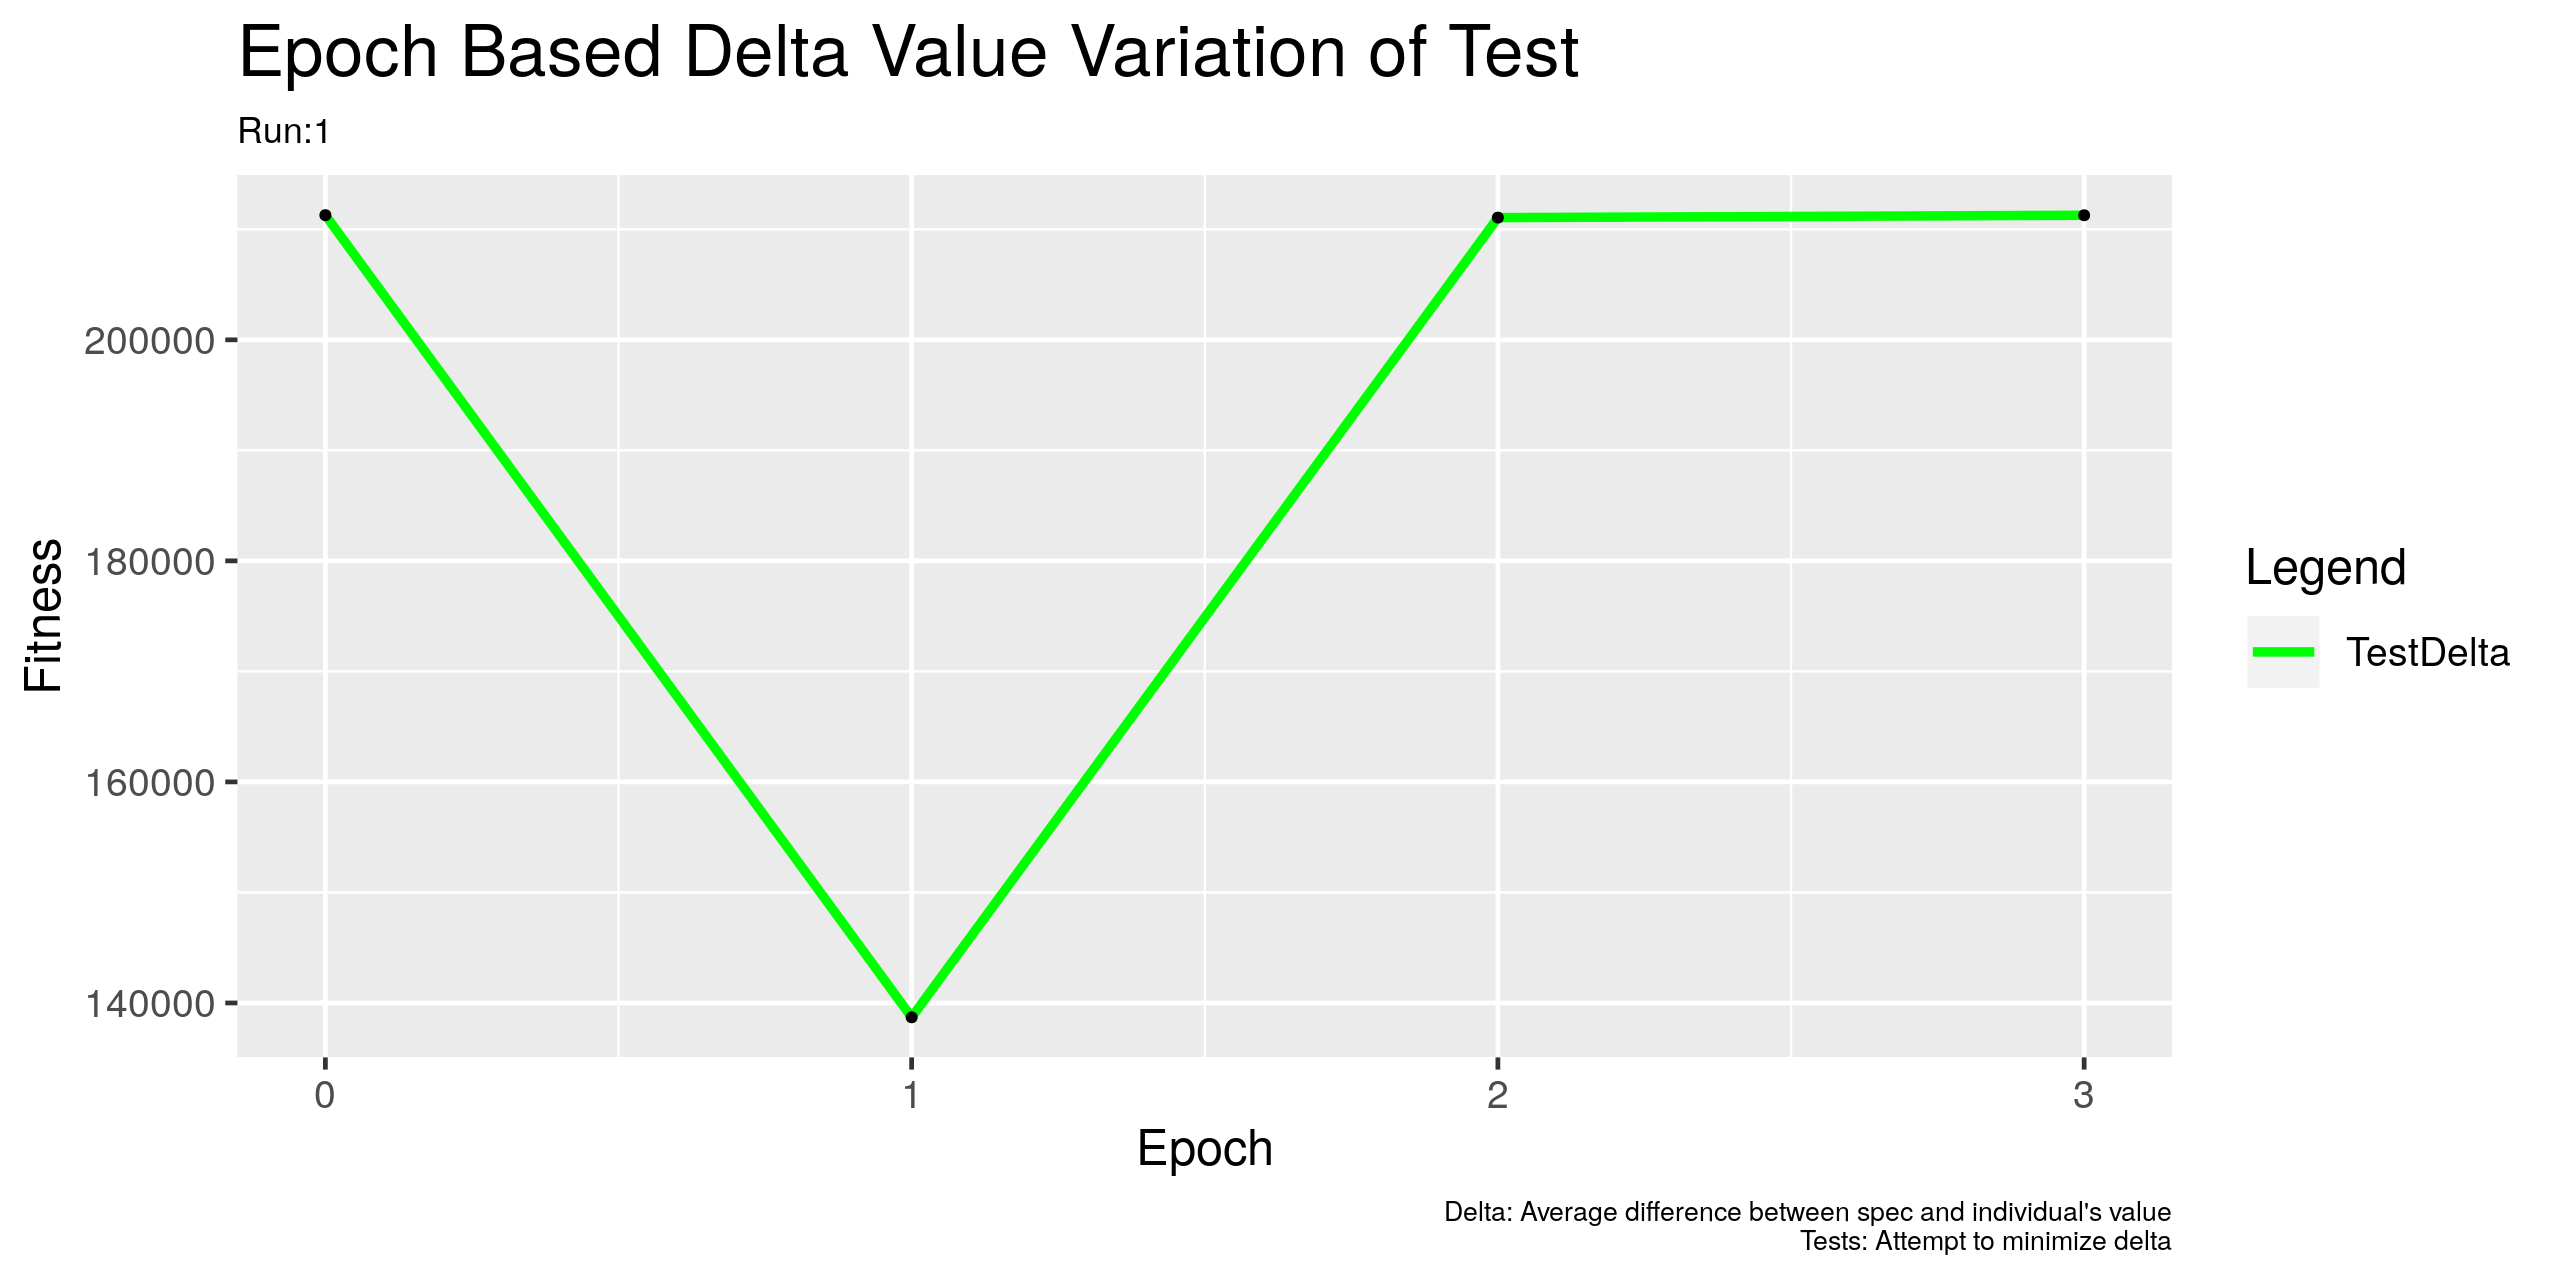 Epoch Based Delta Value Variation of Test
Run:1
Fitness
200000
180000
160000
140000
0 1 2 3
Epoch
Legend
TestDelta
Delta: Average difference between spec and individual's value
Tests: Attempt to minimize delta